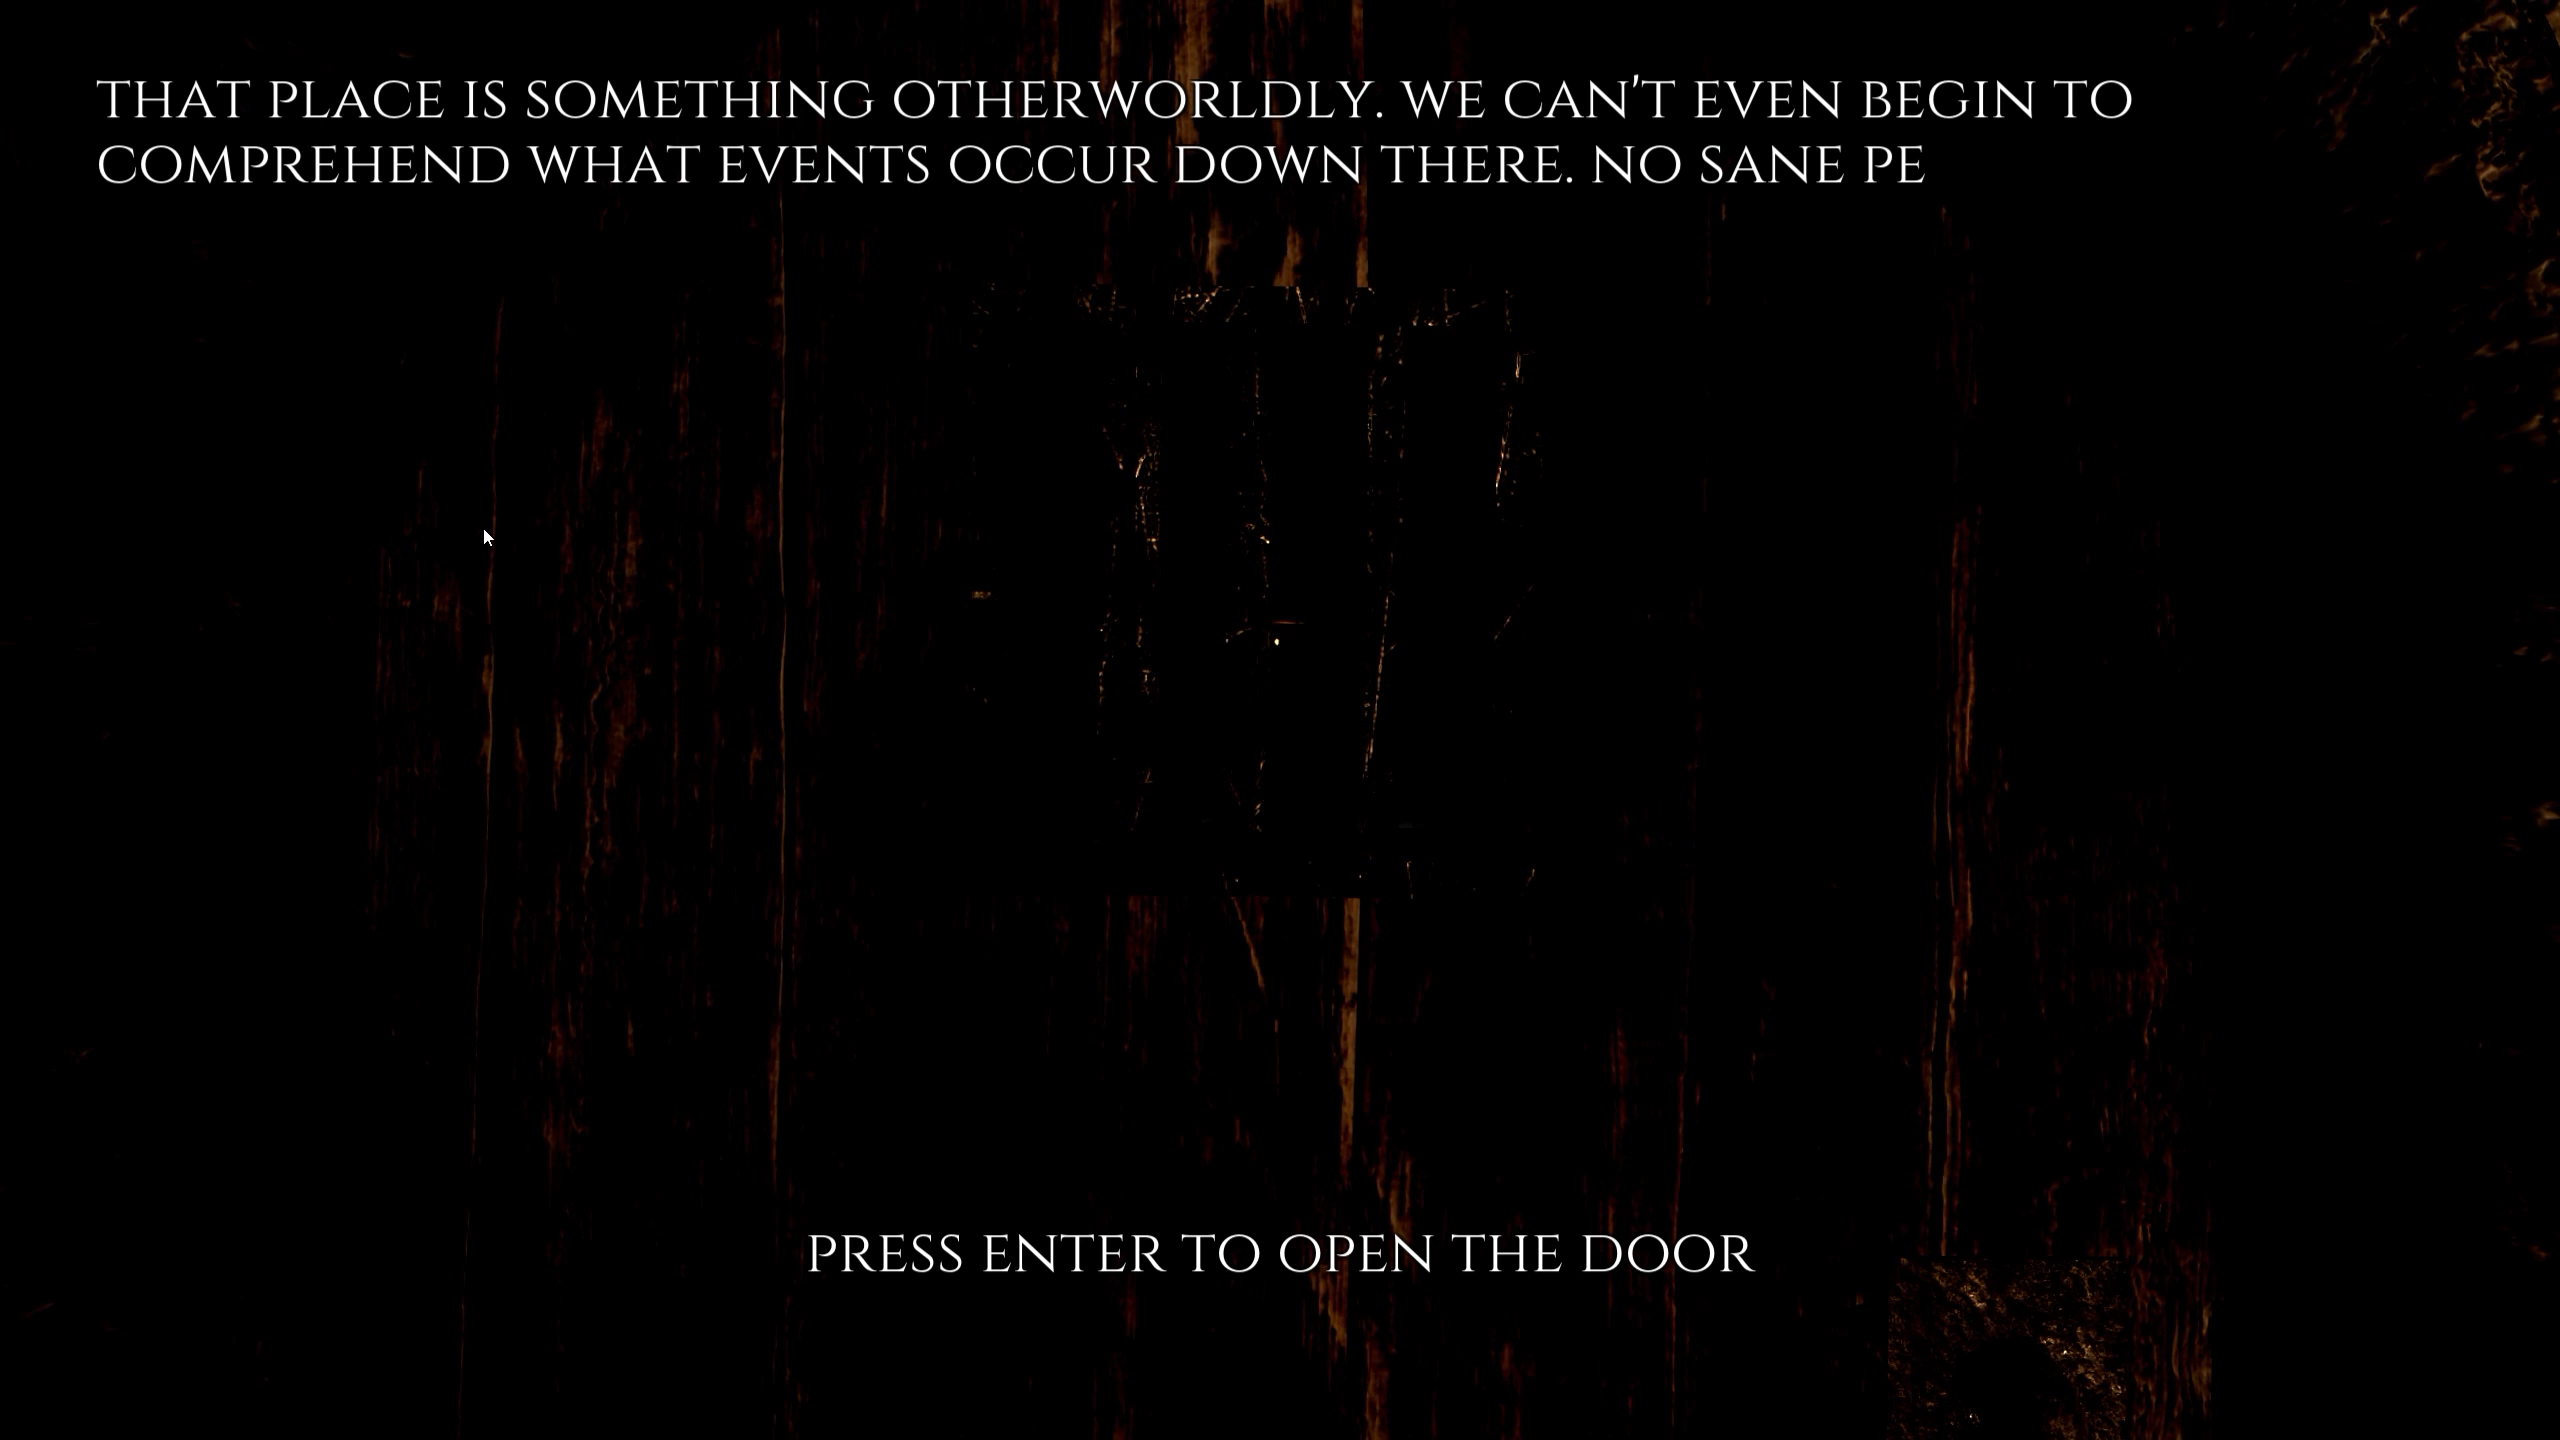 THAT PLACE IS SOMETHING OTHERWORLDLY. WE CAN'T EVEN BEGIN TO
COMPREHEND WHAT EVENTS OCCUR DOWN THERE. NO SANE PE
PRESS ENTER TO OPEN THE DOOR